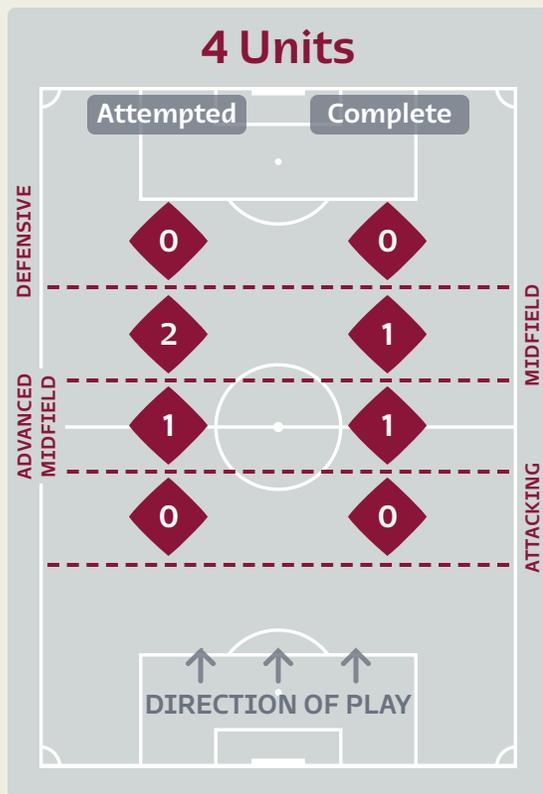 4 Units
Attempted Complete
DEFENSIVE
0 0
MIDFIELD
2 1
ADVANCED
MIDFIELD
1 1
ATTACKING
0 0
DIRECTION OF PLAY